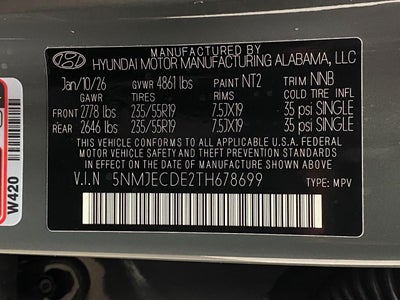 MANUFACTURED BY
HYUNDAI MOTOR MANUFACTURING ALABAMA, LLC
Jan/10/26 GVWR 4861 lbs PAINT NT2 TRIM NNB
GAWR TIRES RIMS COLD TIRE INFL
FRONT 2778 lbs 235/55R19 7.5JX19 35 psi SINGLE
REAR 2646 lbs 235/55R19 7.5JX19 35 psi SINGLE
THIS VEHICLE CONFORMS TO ALL APPLICABLE U.S.A. FEDERAL
MOTOR VEHICLE SAFETY, BUMPER, AND THEFT PREVENTION STANDARDS
IN EFFECT ON THE DATE OF MANUFACTURE SHOWN ABOVE.
V.I.N 5NMJECDE2TH678699 TYPE: MPV
W420